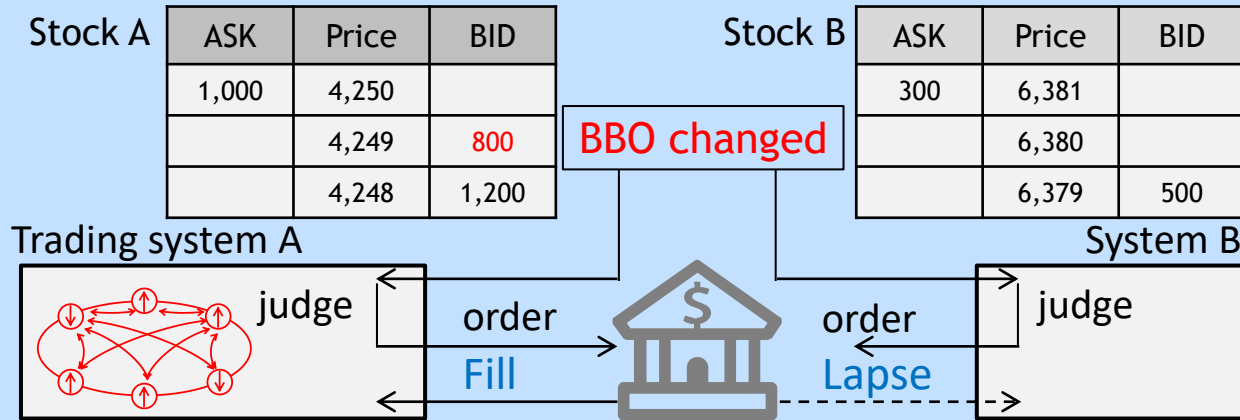 Stock A
ASK Price BID
1,000 4,250
4,249 800
4,248 1,200
Stock B
ASK Price BID
300 6,381
6,380
6,379 500
BBO changed
Trading system A
System B
judge
order
Fill
$
order
Lapse
judge